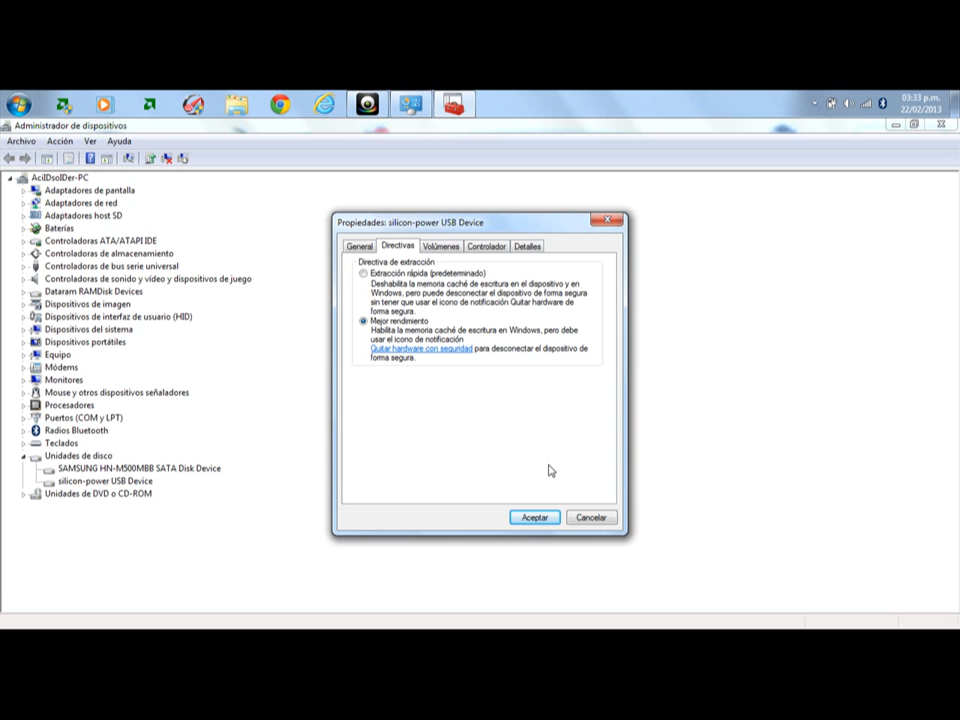 03:33 p.m.
22/02/2013
Administrador de dispositivos
Archivo Acción Ver Ayuda
AcilDsolDer-PC
Adaptadores de pantalla
Adaptadores de red
Adaptadores host SD
Baterías
Controladoras ATA/ATAPI IDE
Controladoras de almacenamiento
Controladoras de bus serie universal
Controladoras de sonido y vídeo y dispositivos de juego
Dataram RAMDisk Devices
Dispositivos de imagen
Dispositivos de interfaz de usuario (HID)
Dispositivos del sistema
Dispositivos portátiles
Equipo
Módems
Monitores
Mouse y otros dispositivos señaladores
Procesadores
Puertos (COM y LPT)
Radios Bluetooth
Teclados
Unidades de disco
SAMSUNG HN-M500MBB SATA Disk Device
silicon-power USB Device
Unidades de DVD o CD-ROM
Propiedades: silicon-power USB Device
General Directivas Volúmenes Controlador Detalles
Directiva de extracción
Extracción rápida (predeterminado)
Deshabilita la memoria caché de escritura en el dispositivo y en
Windows, pero puede desconectar el dispositivo de forma segura
sin tener que usar el icono de notificación Quitar hardware de
forma segura.
Mejor rendimiento
Habilita la memoria caché de escritura en Windows, pero debe
usar el icono de notificación
Quitar hardware con seguridad para desconectar el dispositivo de
forma segura.
Aceptar Cancelar